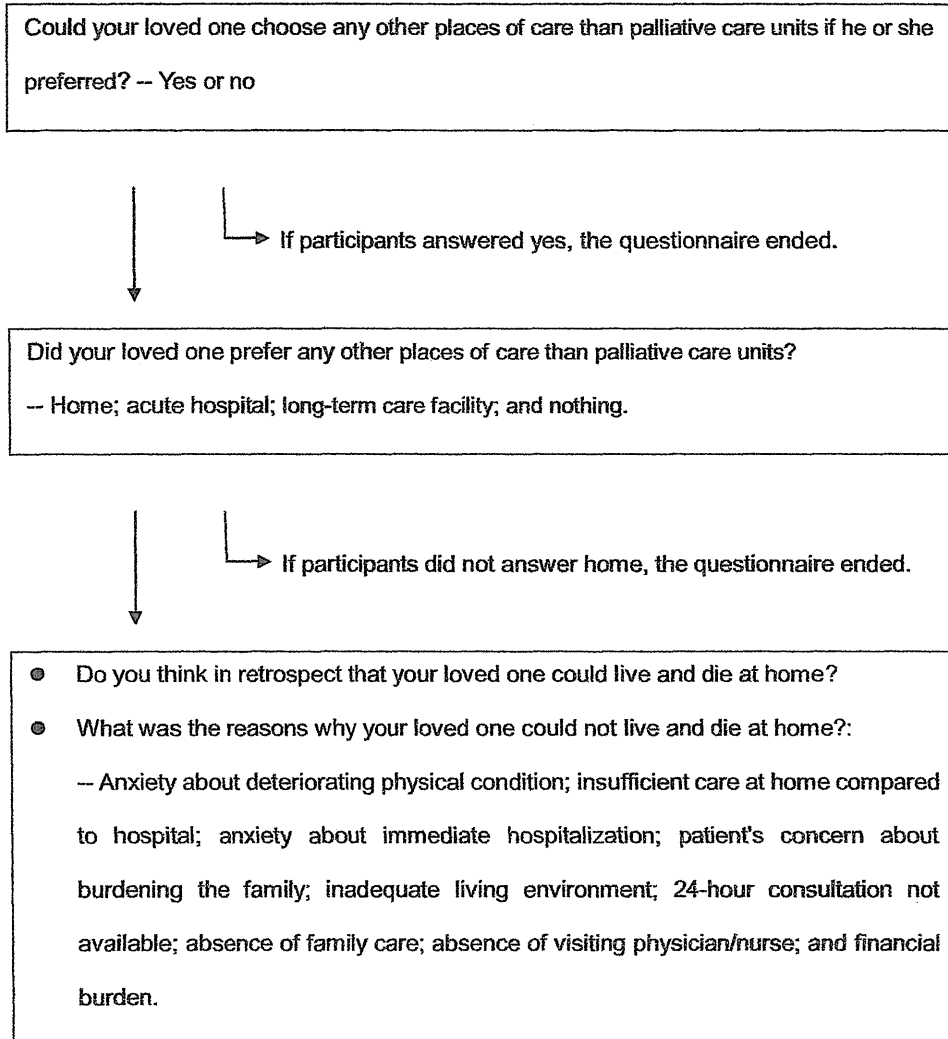 Could your loved one choose any other places of care than palliative care units if he or she
preferred? -- Yes or no
If participants answered yes, the questionnaire ended.
Did your loved one prefer any other places of care than palliative care units?
-- Home; acute hospital; long-term care facility; and nothing.
If participants did not answer home, the questionnaire ended.
● Do you think in retrospect that your loved one could live and die at home?
● What was the reasons why your loved one could not live and die at home?:
-- Anxiety about deteriorating physical condition; insufficient care at home compared
to hospital; anxiety about immediate hospitalization; patient's concern about
burdening the family; inadequate living environment; 24-hour consultation not
available; absence of family care; absence of visiting physician/nurse; and financial
burden.